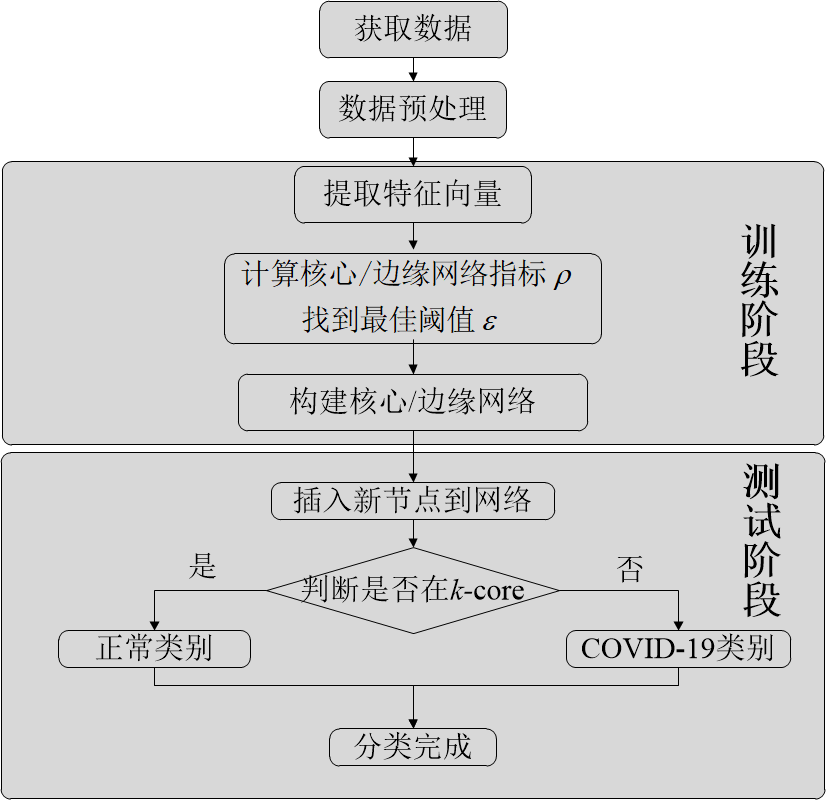 获取数据
数据预处理
提取特征向量
计算核心/边缘网络指标 ρ
找到最佳阈值 ε
构建核心/边缘网络
训练阶段
插入新节点到网络
判断是否在k-core
是
否
正常类别
COVID-19类别
分类完成
测试阶段